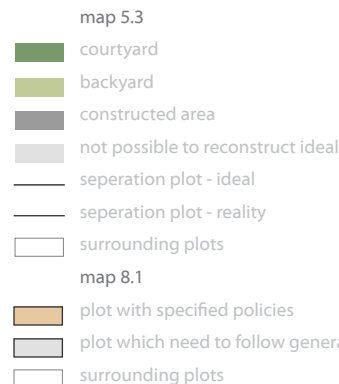 map 5.3
courtyard
backyard
constructed area
not possible to reconstruct ideal
seperation plot - ideal
seperation plot - reality
surrounding plots
map 8.1
plot with specified policies
plot which need to follow genera
surrounding plots